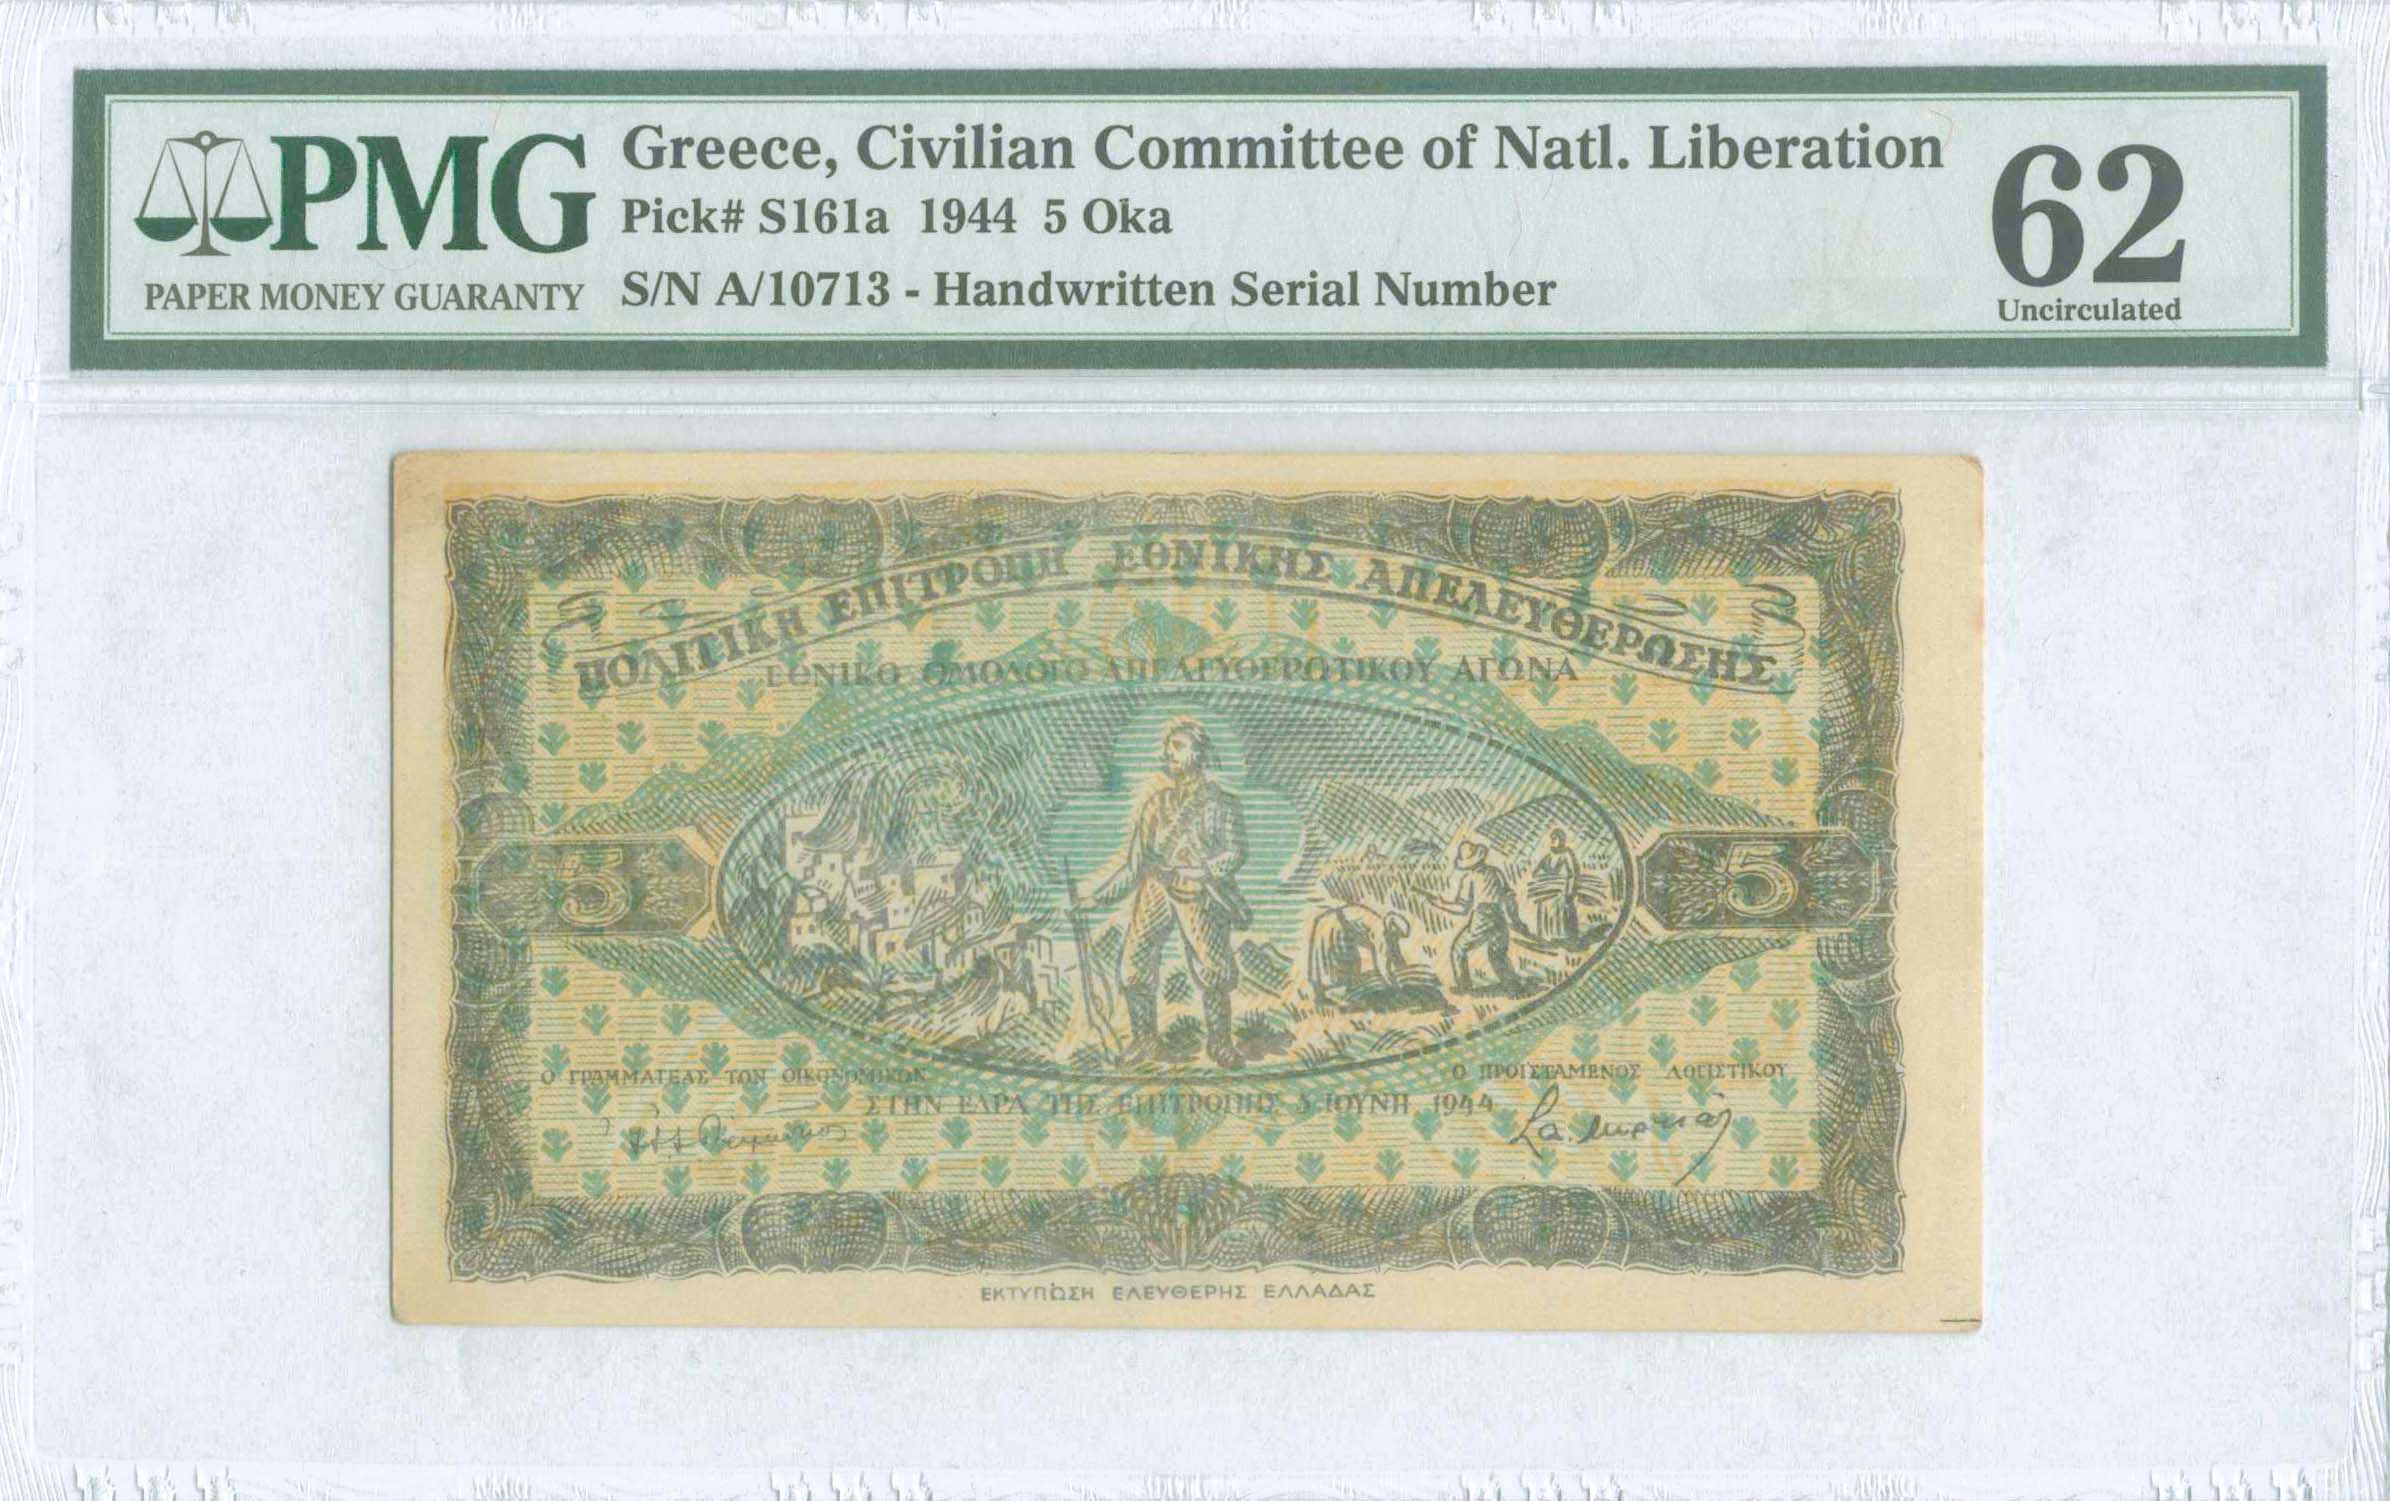 PMG
PAPER MONEY GUARANTY
Greece, Civilian Committee of Natl. Liberation
Pick# S161a 1944 5 Oka
S/N A/10713 - Handwritten Serial Number
62
Uncirculated
ΠΟΛΙΤΙΚΗ ΕΠΙΤΡΟΠΗ ΕΘΝΙΚΗΣ ΑΠΕΛΕΥΘΕΡΩΣΗΣ
ΕΘΝΙΚΟ ΟΜΟΛΟΓΟ ΑΠΕΛΕΥΘΕΡΩΤΙΚΟΥ ΑΓΩΝΑ
5
5
Ο ΓΡΑΜΜΑΤΕΑΣ ΤΩΝ ΟΙΚΟΝΟΜΙΚΩΝ
Ο ΠΡΟΪΣΤΑΜΕΝΟΣ ΛΟΓΙΣΤΙΚΟΥ
ΣΤΗΝ ΕΔΡΑ ΤΗΣ ΕΠΙΤΡΟΠΗΣ 5 ΙΟΥΝΗ 1944
ΕΚΤΥΠΩΣΗ ΕΛΕΥΘΕΡΗΣ ΕΛΛΑΔΑΣ